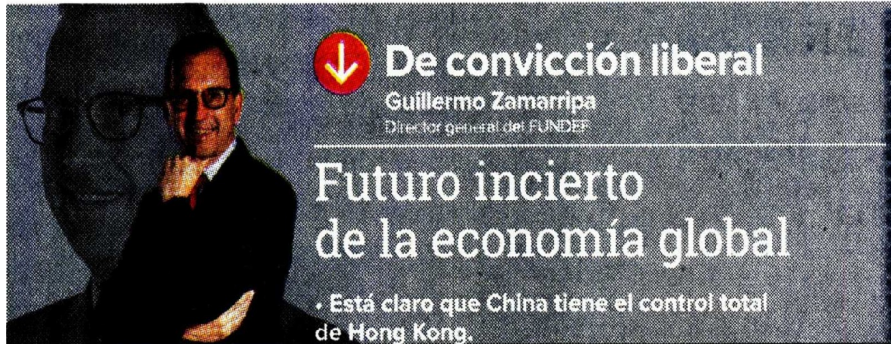 De convicción liberal
Guillermo Zamarripa
Director general del FUNDEF
Futuro incierto
de la economía global
• Está claro que China tiene el control total
de Hong Kong.